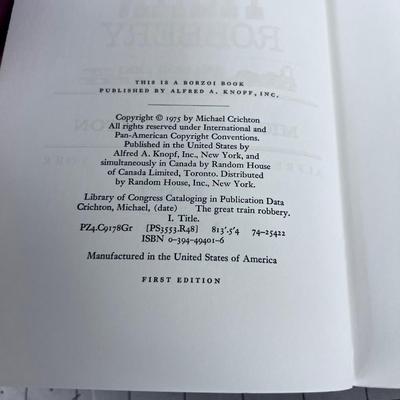 ROBBERY
THIS IS A BORZOI BOOK
PUBLISHED BY ALFRED A. KNOPF, INC.
Copyright © 1975 by Michael Crichton
All rights reserved under International and
Pan-American Copyright Conventions.
Published in the United States by
Alfred A. Knopf, Inc., New York, and
simultaneously in Canada by Random House
of Canada Limited, Toronto. Distributed
by Random House, Inc., New York.
Library of Congress Cataloging in Publication Data
Crichton, Michael, (date) The great train robbery.
I. Title.
PZ4.C9178Gr [PS3553.R48] 813'.5'4 74-25422
ISBN 0-394-49401-6
Manufactured in the United States of America
FIRST EDITION